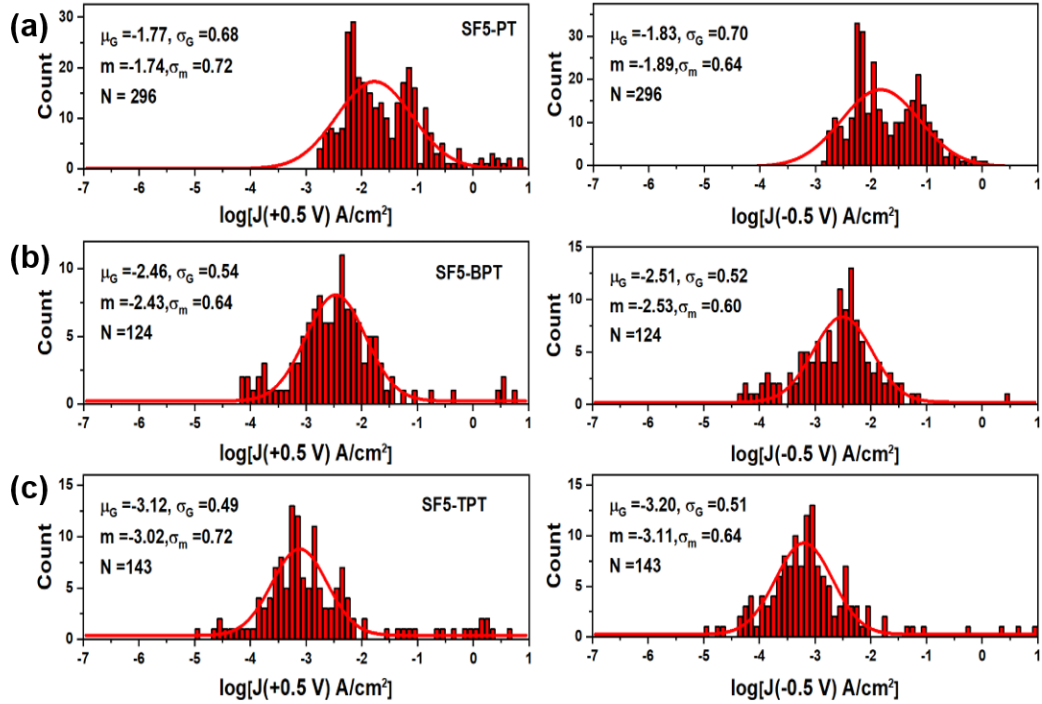 (a)
μG =-1.77, σG =0.68
m =-1.74,σm =0.72
N = 296
SF5-PT
Count
30
20
10
0
-7 -6 -5 -4 -3 -2 -1 0 1
log[J(+0.5 V) A/cm²]
μG =-1.83, σG =0.70
m =-1.89,σm =0.64
N = 296
Count
30
20
10
0
-7 -6 -5 -4 -3 -2 -1 0 1
log[J(-0.5 V) A/cm²]
(b)
μG =-2.46, σG =0.54
m =-2.43,σm =0.64
N =124
SF5-BPT
Count
10
5
0
-7 -6 -5 -4 -3 -2 -1 0 1
log[J(+0.5 V) A/cm²]
μG =-2.51, σG =0.52
m =-2.53,σm =0.60
N =124
Count
15
10
5
0
-7 -6 -5 -4 -3 -2 -1 0 1
log[J(-0.5 V) A/cm²]
(c)
μG =-3.12, σG =0.49
m =-3.02,σm =0.72
N =143
SF5-TPT
Count
15
10
5
0
-7 -6 -5 -4 -3 -2 -1 0 1
log[J(+0.5 V) A/cm²]
μG =-3.20, σG =0.51
m =-3.11,σm =0.64
N =143
Count
15
10
5
0
-7 -6 -5 -4 -3 -2 -1 0 1
log[J(-0.5 V) A/cm²]